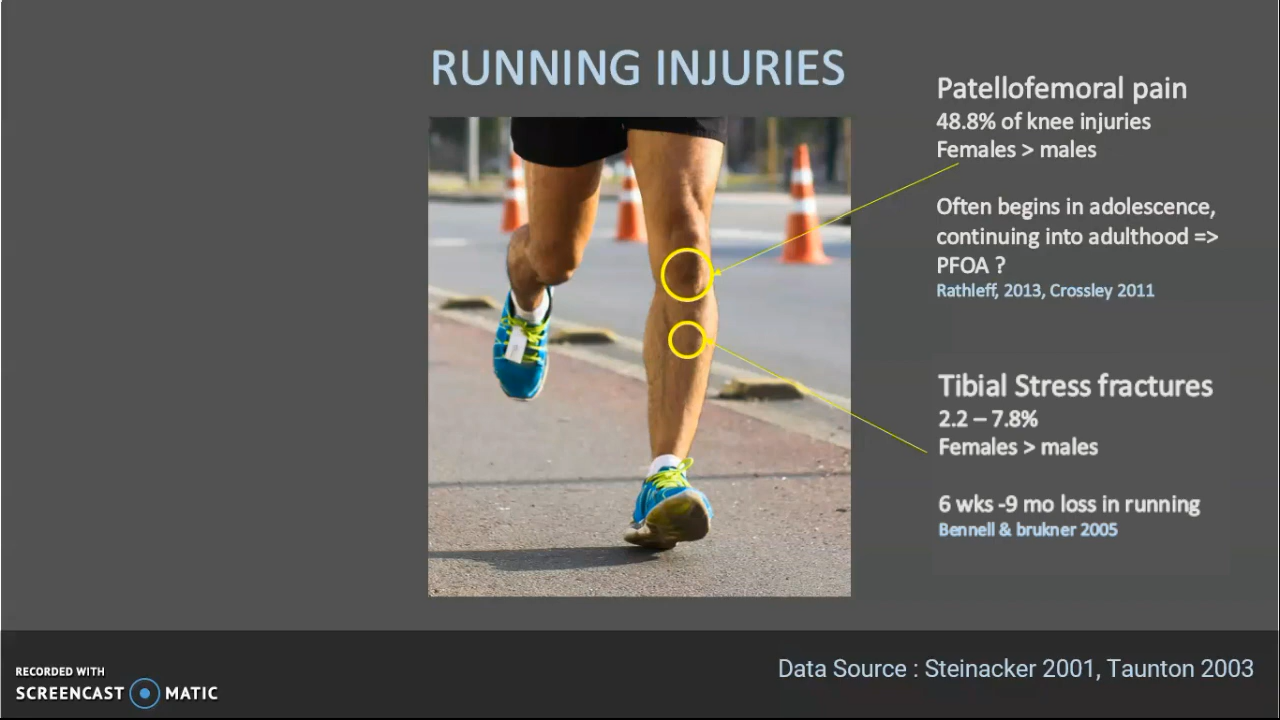 RUNNING INJURIES
Patellofemoral pain
48.8% of knee injuries
Females > males
Often begins in adolescence,
continuing into adulthood =>
PFOA ?
Rathleff, 2013, Crossley 2011
Tibial Stress fractures
2.2 – 7.8%
Females > males
6 wks -9 mo loss in running
Bennell & brukner 2005
Data Source : Steinacker 2001, Taunton 2003
RECORDED WITH
SCREENCAST MATIC